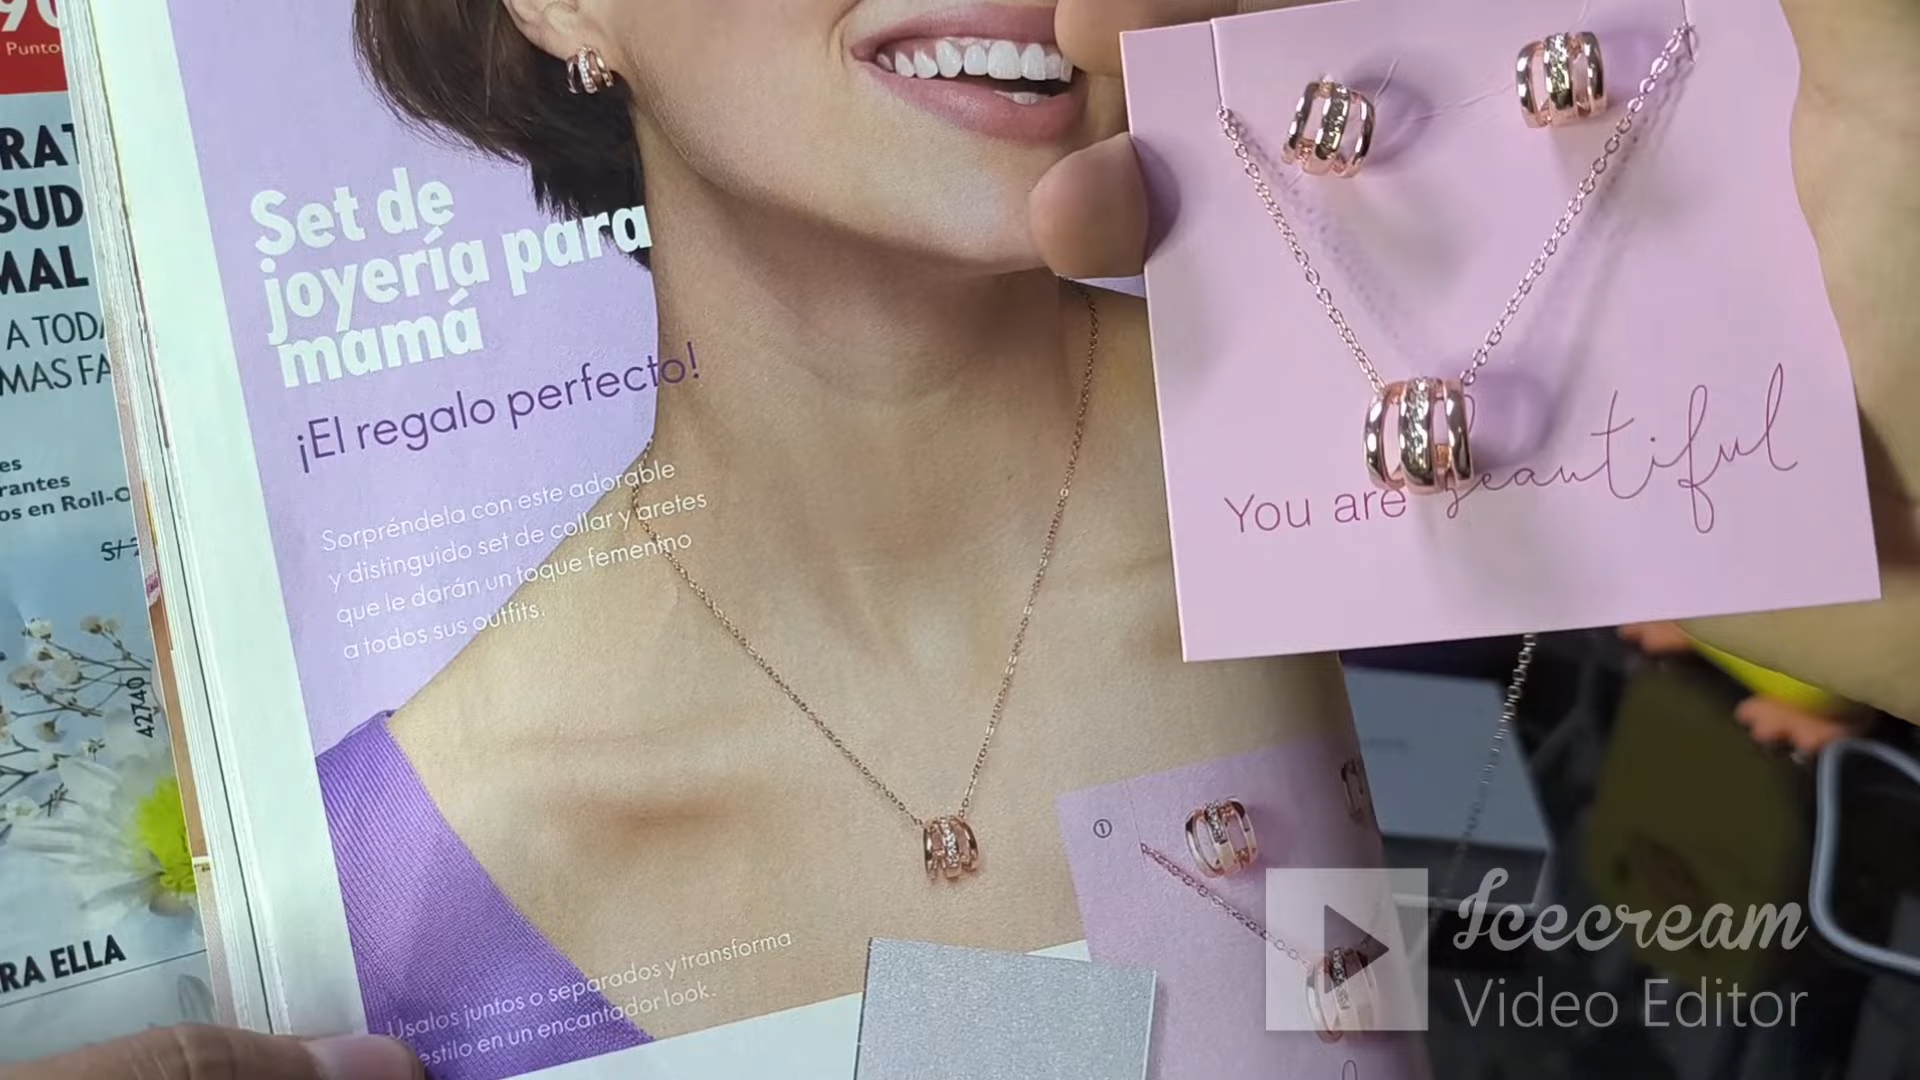 Punto
SUD
MAL
A TODA
MAS FA
es
rantes
os en Roll-O
S/
42740
RA ELLA
Set de
joyería para
mamá
¡El regalo perfecto!
Sorpréndela con este adorable
y distinguido set de collar y aretes
que le darán un toque femenino
a todos sus outfits.
Úsalos juntos o separados y transforma
estilo en un encantador look.
You are beautiful
①
Icecream
Video Editor